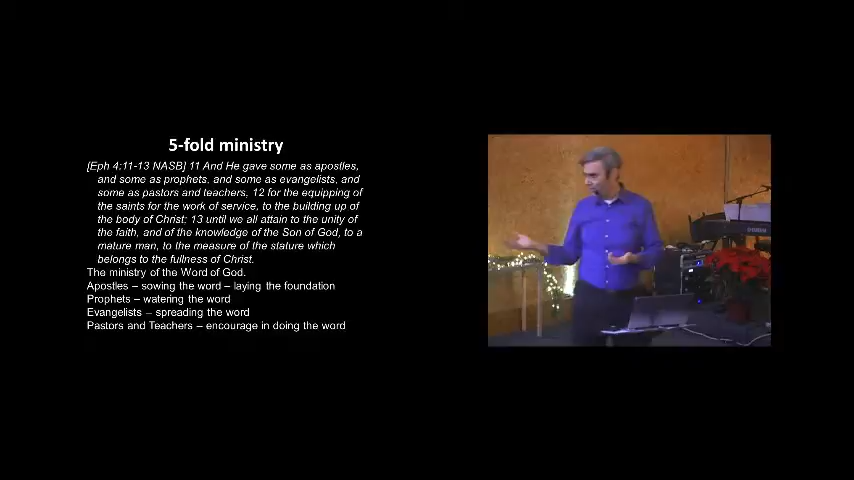 5-fold ministry
[Eph 4:11-13 NASB] 11 And He gave some as apostles,
and some as prophets, and some as evangelists, and
some as pastors and teachers, 12 for the equipping of
the saints for the work of service, to the building up of
the body of Christ; 13 until we all attain to the unity of
the faith, and of the knowledge of the Son of God, to a
mature man, to the measure of the stature which
belongs to the fullness of Christ.
The ministry of the Word of God.
Apostles – sowing the word – laying the foundation
Prophets – watering the word
Evangelists – spreading the word
Pastors and Teachers – encourage in doing the word